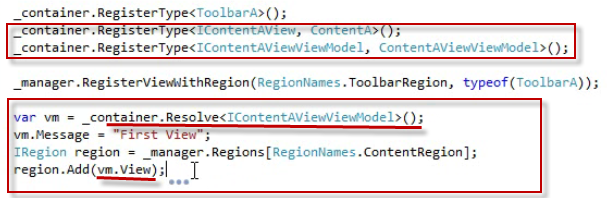 _container.RegisterType<ToolbarA>();
_container.RegisterType<IContentAView, ContentA>();
_container.RegisterType<IContentAViewViewModel, ContentAViewViewModel>();
_manager.RegisterViewWithRegion(RegionNames.ToolbarRegion, typeof(ToolbarA));
var vm = _container.Resolve<IContentAViewViewModel>();
vm.Message = "First View";
IRegion region = _manager.Regions[RegionNames.ContentRegion];
region.Add(vm.View);